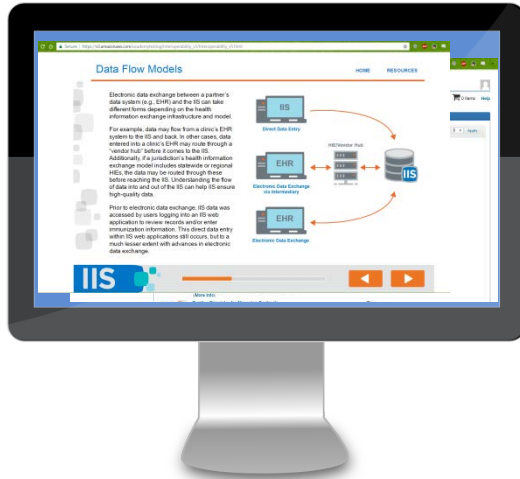 Data Flow Models
HOME RESOURCES
Electronic data exchange between a partner's
data system (e.g., EHR) and the IIS can take
different forms depending on the health
information exchange infrastructure and model.
For example, data may flow from a clinic's EHR
system to the IIS and back. In other cases, data
entered into a clinic's EHR may route through a
"vendor hub" before it comes to the IIS.
Additionally, if a jurisdiction's health information
exchange model includes statewide or regional
HIEs, the data may be routed through these
before reaching the IIS. Understanding the flow
of data into and out of the IIS can help IIS ensure
high-quality data.
Prior to electronic data exchange, IIS data was
accessed by users logging into an IIS web
application to review records and/or enter
immunization information. This direct data entry
within IIS web applications still occurs, but to a
much lesser extent with advances in electronic
data exchange.
IIS
Direct Data Entry
HIE/Vendor Hub
EHR
Electronic Data Exchange
via Intermediary
IIS
EHR
Electronic Data Exchange
0 items Help
Apply
IIS
More Info: